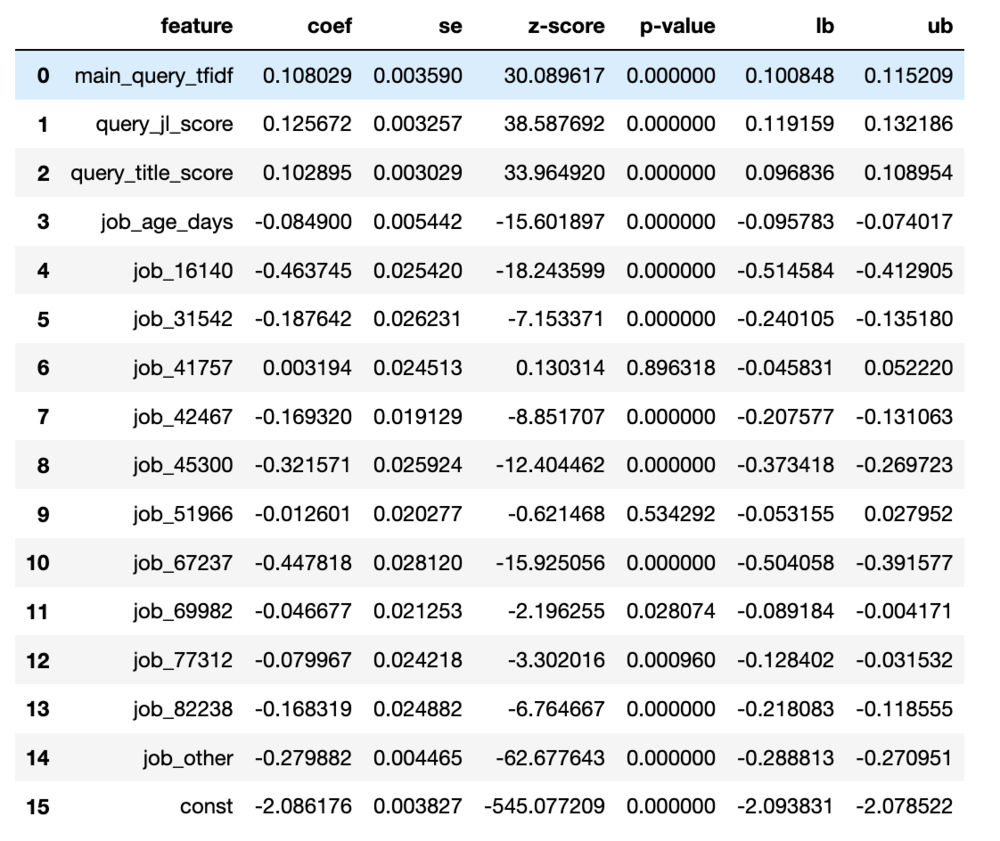 feature coef se z-score p-value lb ub
0 main_query_tfidf 0.108029 0.003590 30.089617 0.000000 0.100848 0.115209
1 query_jl_score 0.125672 0.003257 38.587692 0.000000 0.119159 0.132186
2 query_title_score 0.102895 0.003029 33.964920 0.000000 0.096836 0.108954
3 job_age_days -0.084900 0.005442 -15.601897 0.000000 -0.095783 -0.074017
4 job_16140 -0.463745 0.025420 -18.243599 0.000000 -0.514584 -0.412905
5 job_31542 -0.187642 0.026231 -7.153371 0.000000 -0.240105 -0.135180
6 job_41757 0.003194 0.024513 0.130314 0.896318 -0.045831 0.052220
7 job_42467 -0.169320 0.019129 -8.851707 0.000000 -0.207577 -0.131063
8 job_45300 -0.321571 0.025924 -12.404462 0.000000 -0.373418 -0.269723
9 job_51966 -0.012601 0.020277 -0.621468 0.534292 -0.053155 0.027952
10 job_67237 -0.447818 0.028120 -15.925056 0.000000 -0.504058 -0.391577
11 job_69982 -0.046677 0.021253 -2.196255 0.028074 -0.089184 -0.004171
12 job_77312 -0.079967 0.024218 -3.302016 0.000960 -0.128402 -0.031532
13 job_82238 -0.168319 0.024882 -6.764667 0.000000 -0.218083 -0.118555
14 job_other -0.279882 0.004465 -62.677643 0.000000 -0.288813 -0.270951
15 const -2.086176 0.003827 -545.077209 0.000000 -2.093831 -2.078522